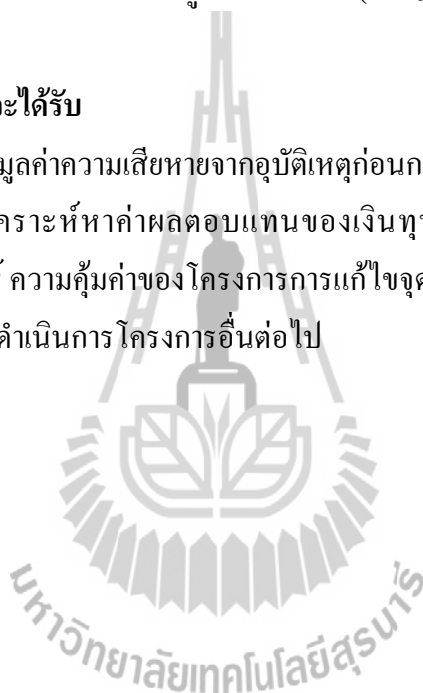 ะได้รับ
มูลค่าความเสียหายจากอุบัติเหตุก่อนก
คราะห์หาค่าผลตอบแทนของเงินทุ
ความคุ้มค่าของโครงการการแก้ไขจุด
ดำเนินการโครงการอื่นต่อไป
มหาวิทยาลัยเทคโนโลยีสุรนารี